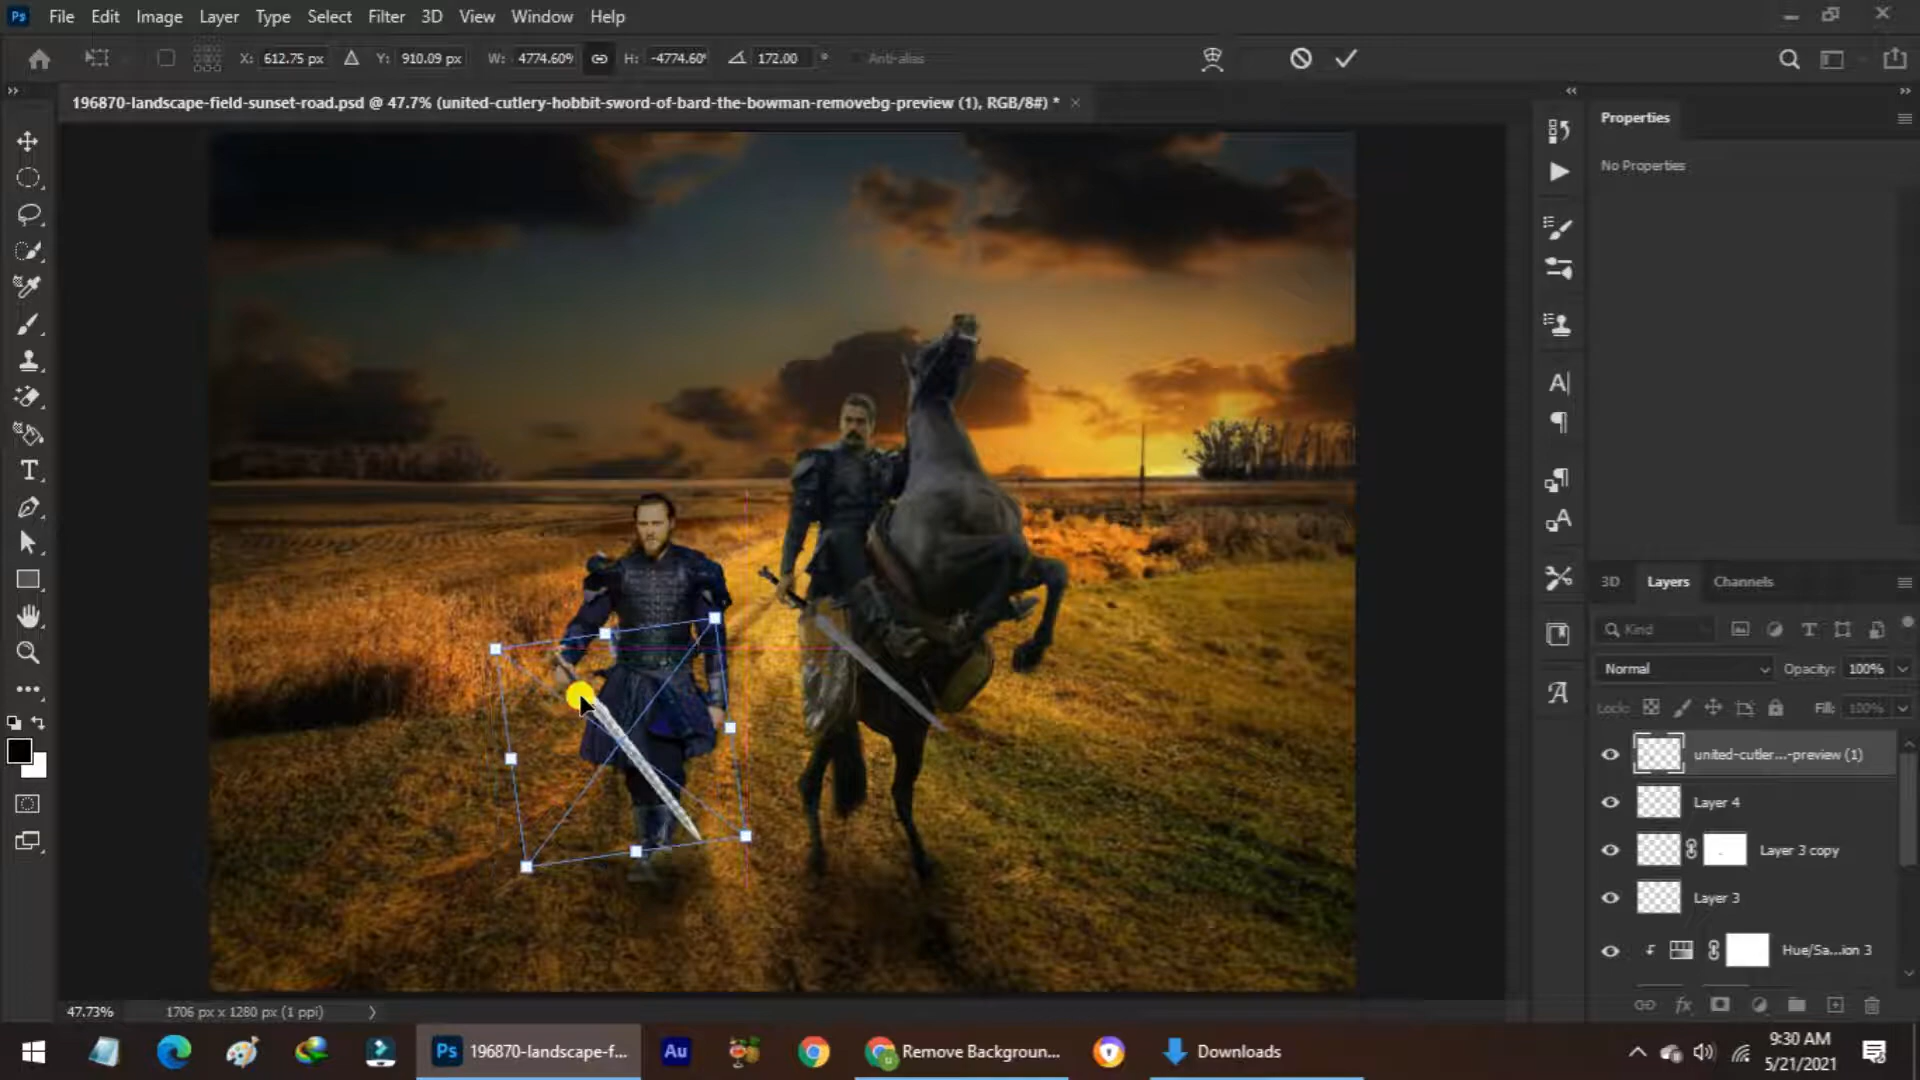 Ps File Edit Image Layer Type Select Filter 3D View Window Help
X: 612.75 px Y: 910.09 px W: 4774.60% H: -4774.60% 172.00 ° Anti-alias
196870-landscape-field-sunset-road.psd @ 47.7% (united-cutlery-hobbit-sword-of-bard-the-bowman-removebg-preview (1), RGB/8#) *
Properties
No Properties
3D Layers Channels
Kind
Normal Opacity: 100%
Lock: Fill: 100%
united-cutler...-preview (1)
Layer 4
Layer 3 copy
Layer 3
Hue/Sa...ion 3
47.73% 1706 px x 1280 px (1 ppi)
Ps 196870-landscape-f... Au Remove Backgroun... Downloads
9:30 AM
5/21/2021